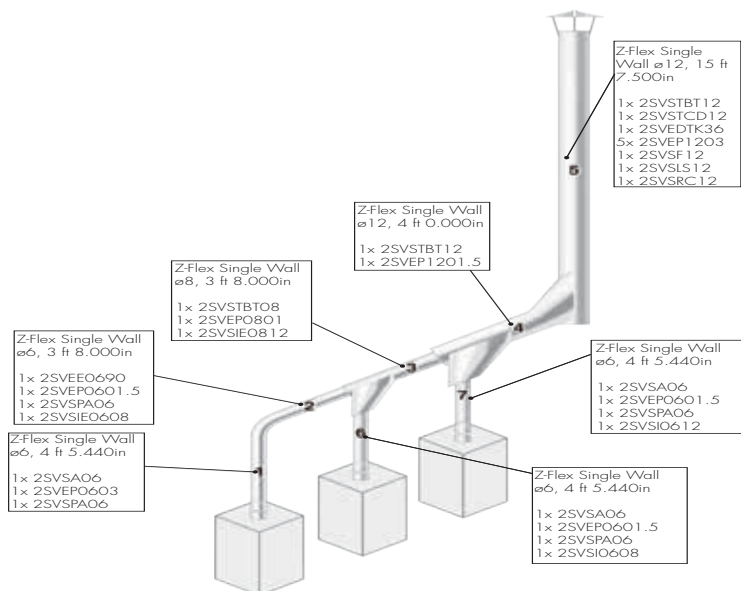 Z-Flex Single
Wall ø12, 15 ft
7.500in
1x 2SVSTBT12
1x 2SVSTCD12
1x 2SVEDTK36
5x 2SVEP1203
1x 2SVSF12
1x 2SVSLS12
1x 2SVSRC12
5
Z-Flex Single Wall
ø12, 4 ft 0.000in
1x 2SVSTBT12
1x 2SVEP1201.5
4
Z-Flex Single Wall
ø8, 3 ft 8.000in
1x 2SVSTBT08
1x 2SVEP0801
1x 2SVSIE0812
3
Z-Flex Single Wall
ø6, 3 ft 8.000in
1x 2SVEE0690
1x 2SVEP0601.5
1x 2SVSPA06
1x 2SVSIE0608
2
Z-Flex Single Wall
ø6, 4 ft 5.440in
1x 2SVSA06
1x 2SVEP0601.5
1x 2SVSPA06
1x 2SVSI0612
7
Z-Flex Single Wall
ø6, 4 ft 5.440in
1x 2SVSA06
1x 2SVEP0603
1x 2SVSPA06
1
Z-Flex Single Wall
ø6, 4 ft 5.440in
1x 2SVSA06
1x 2SVEP0601.5
1x 2SVSPA06
1x 2SVSI0608
6